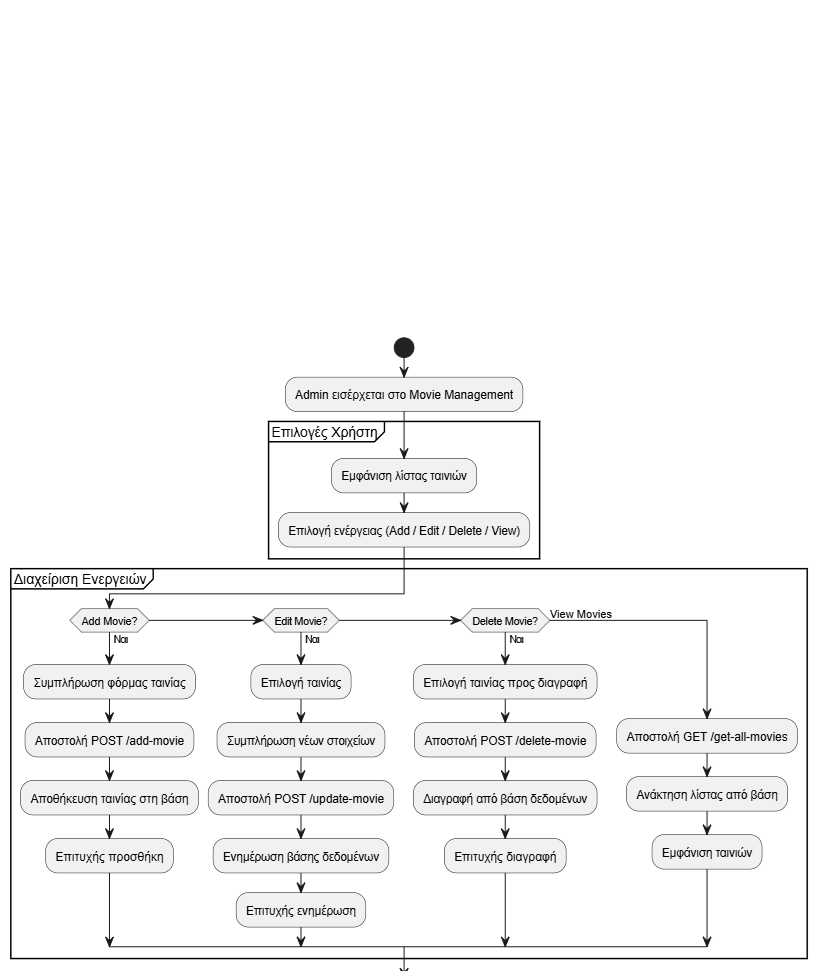 Admin εισέρχεται στο Movie Management
Επιλογές Χρήστη
Εμφάνιση λίστας ταινιών
Επιλογή ενέργειας (Add / Edit / Delete / View)
Διαχείριση Ενεργειών
Add Movie?
Ναι
Συμπλήρωση φόρμας ταινίας
Αποστολή POST /add-movie
Αποθήκευση ταινίας στη βάση
Επιτυχής προσθήκη
Edit Movie?
Ναι
Επιλογή ταινίας
Συμπλήρωση νέων στοιχείων
Αποστολή POST /update-movie
Ενημέρωση βάσης δεδομένων
Επιτυχής ενημέρωση
Delete Movie?
Ναι
Επιλογή ταινίας προς διαγραφή
Αποστολή POST /delete-movie
Διαγραφή από βάση δεδομένων
Επιτυχής διαγραφή
View Movies
Αποστολή GET /get-all-movies
Ανάκτηση λίστας από βάση
Εμφάνιση ταινιών